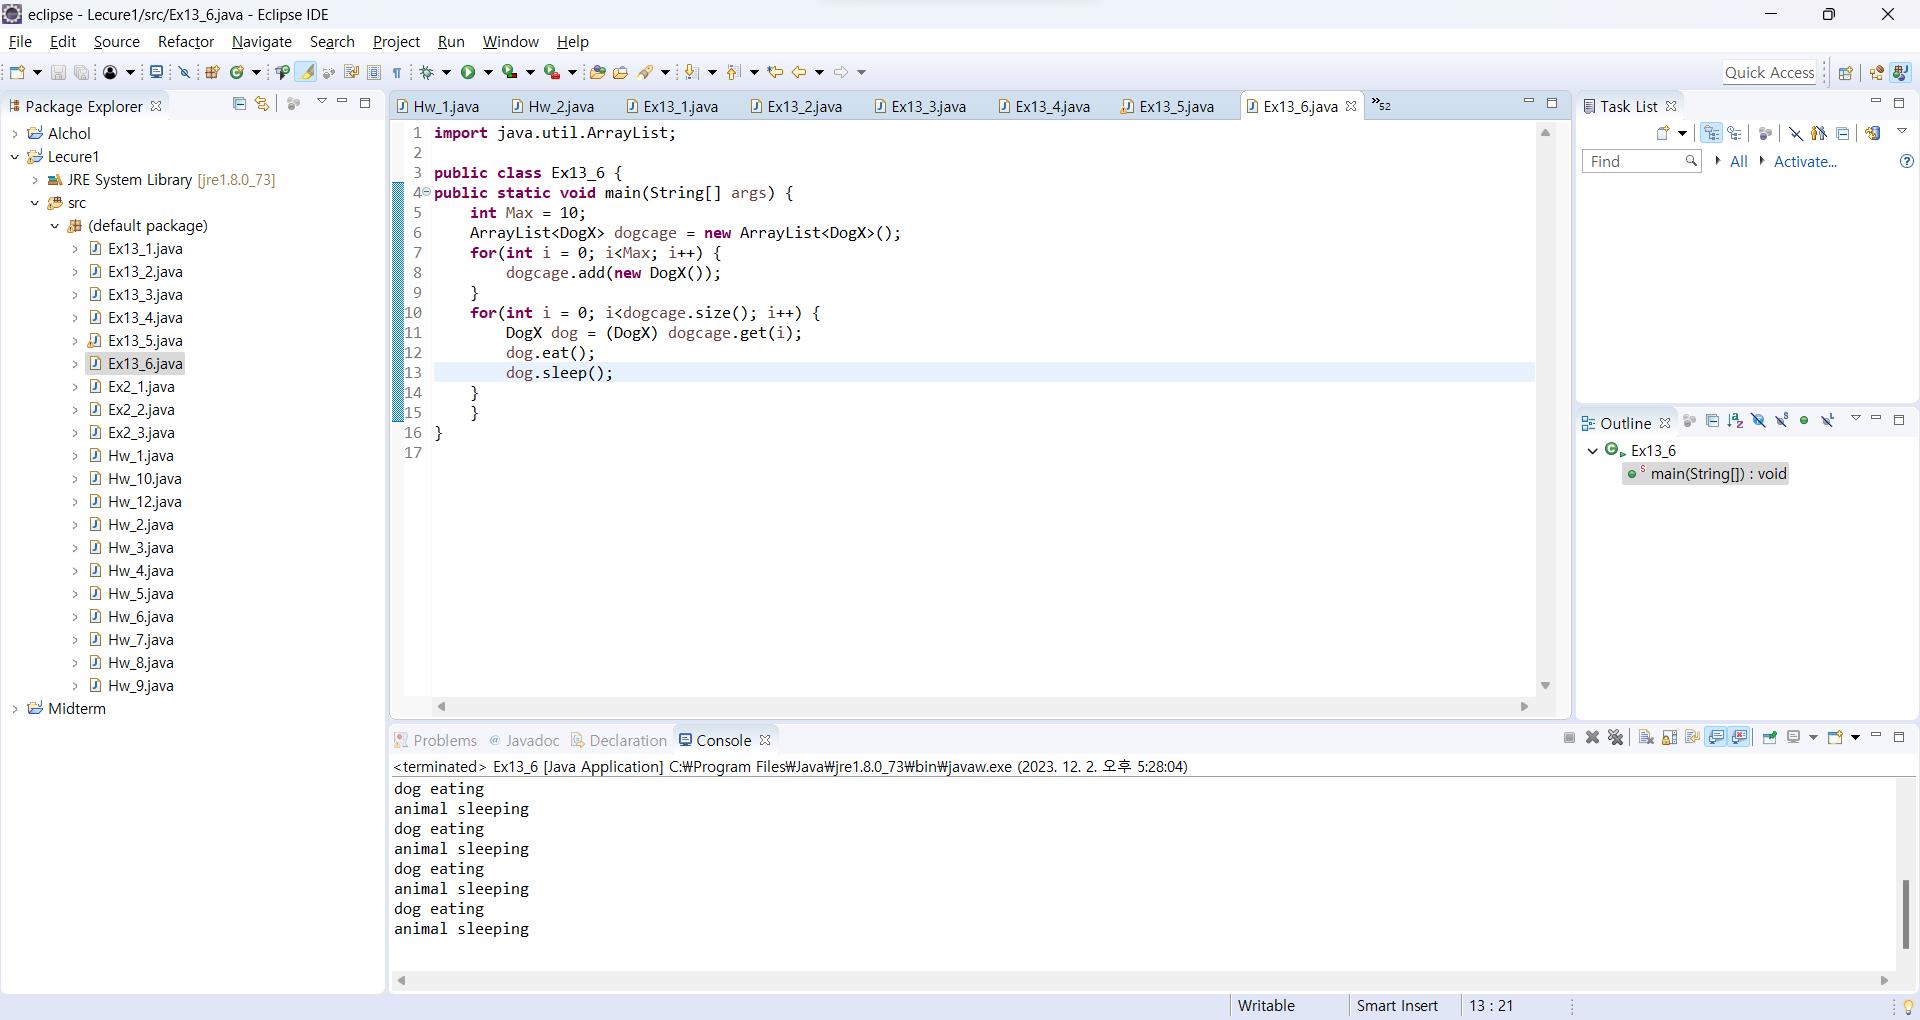 eclipse - Lecure1/src/Ex13_6.java - Eclipse IDE
File Edit Source Refactor Navigate Search Project Run Window Help
Quick Access
Package Explorer
Alchol
Lecure1
JRE System Library [jre1.8.0_73]
src
(default package)
Ex13_1.java
Ex13_2.java
Ex13_3.java
Ex13_4.java
Ex13_5.java
Ex13_6.java
Ex2_1.java
Ex2_2.java
Ex2_3.java
Hw_1.java
Hw_10.java
Hw_12.java
Hw_2.java
Hw_3.java
Hw_4.java
Hw_5.java
Hw_6.java
Hw_7.java
Hw_8.java
Hw_9.java
Midterm
Hw_1.java Hw_2.java Ex13_1.java Ex13_2.java Ex13_3.java Ex13_4.java Ex13_5.java Ex13_6.java »52
1 import java.util.ArrayList;
2
3 public class Ex13_6 {
4 public static void main(String[] args) {
5 int Max = 10;
6 ArrayList<DogX> dogcage = new ArrayList<DogX>();
7 for(int i = 0; i<Max; i++) {
8 dogcage.add(new DogX());
9 }
10 for(int i = 0; i<dogcage.size(); i++) {
11 DogX dog = (DogX) dogcage.get(i);
12 dog.eat();
13 dog.sleep();
14 }
15 }
16 }
17
Task List
Find All Activate...
Outline
Ex13_6
main(String[]) : void
Problems Javadoc Declaration Console
<terminated> Ex13_6 [Java Application] C:₩Program Files₩Java₩jre1.8.0_73₩bin₩javaw.exe (2023. 12. 2. 오후 5:28:04)
dog eating
animal sleeping
dog eating
animal sleeping
dog eating
animal sleeping
dog eating
animal sleeping
Writable Smart Insert 13 : 21